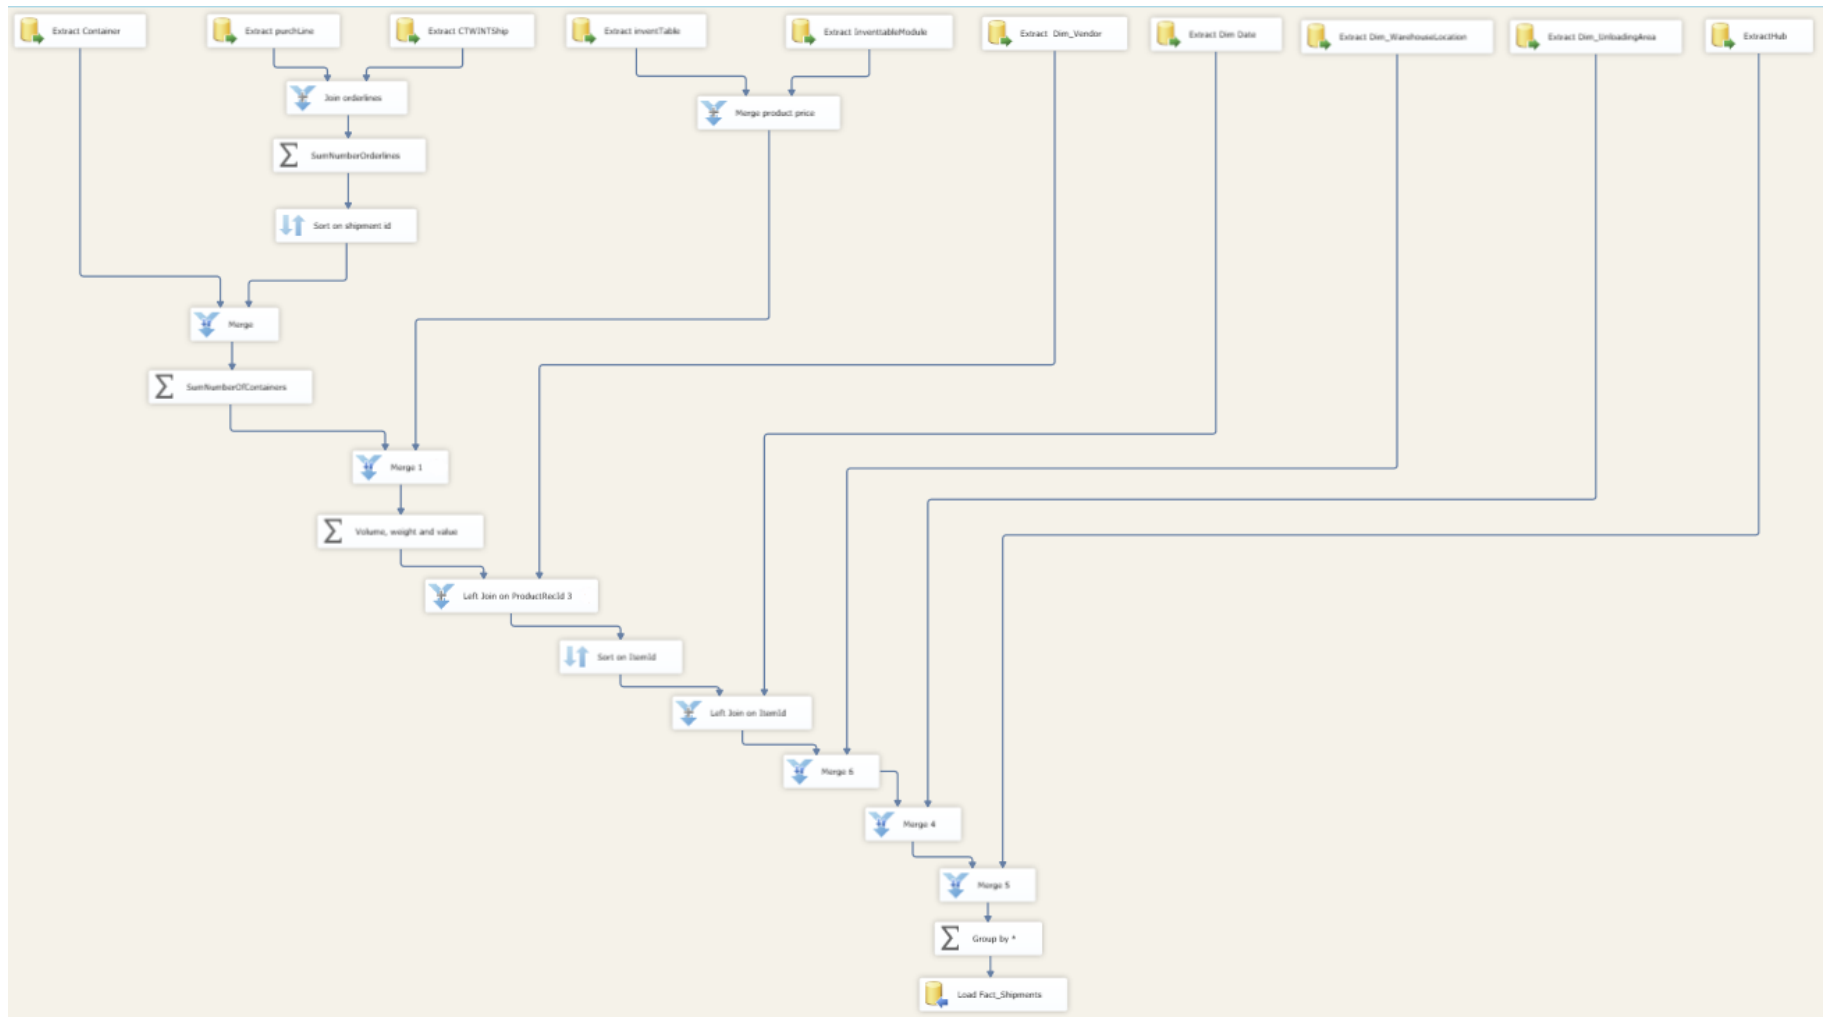 Extract Container
Extract purchLine
Extract CTWINTShip
Extract inventTable
Extract InventtableModule
Extract Dim_Vendor
Extract Dim Date
Extract Dim_WarehouseLocation
Extract Dim_UnloadingArea
ExtractHub
Join orderlines
Merge product price
SumNumberOrderlines
Sort on shipment id
Merge
SumNumberOfContainers
Merge 1
Volume, weight and value
Left Join on ProductRecId 3
Sort on ItemId
Left Join on ItemId
Merge 6
Merge 4
Merge 5
Group by *
Load Fact_Shipments